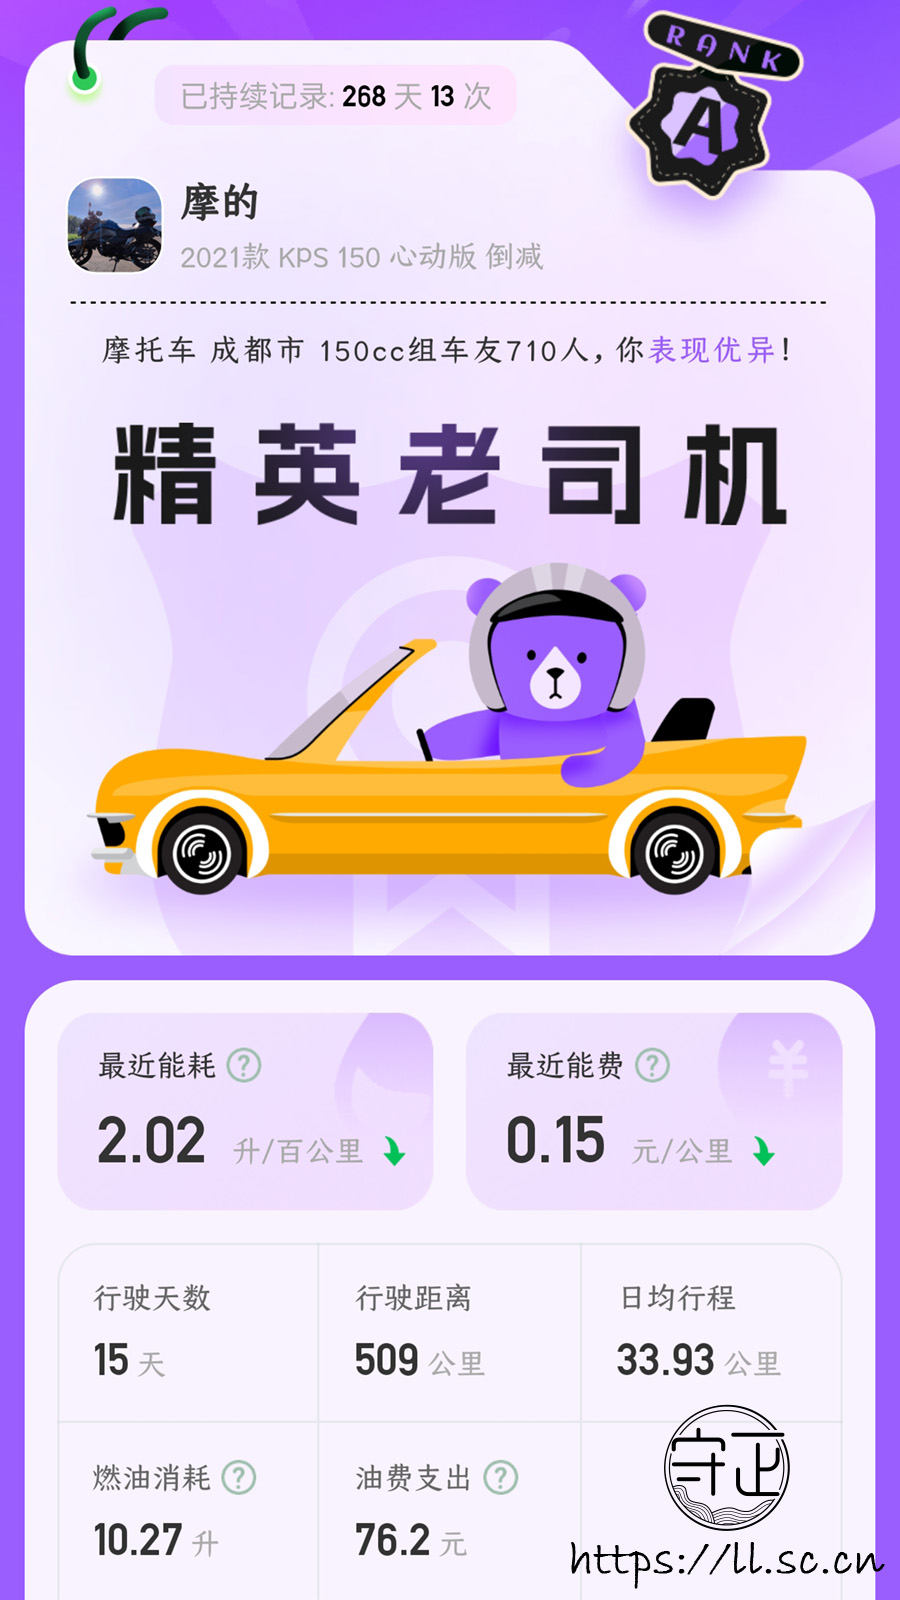 RANK
A
已持续记录: 268 天 13 次
摩的
2021款 KPS 150 心动版 倒减
摩托车 成都市 150cc组车友710人，你表现优异！
精英老司机
最近能耗 ?
2.02 升/百公里
最近能费 ?
¥
0.15 元/公里
行驶天数
15 天
行驶距离
509 公里
日均行程
33.93 公里
燃油消耗 ?
10.27 升
油费支出 ?
76.2 元
守正
https://ll.sc.cn